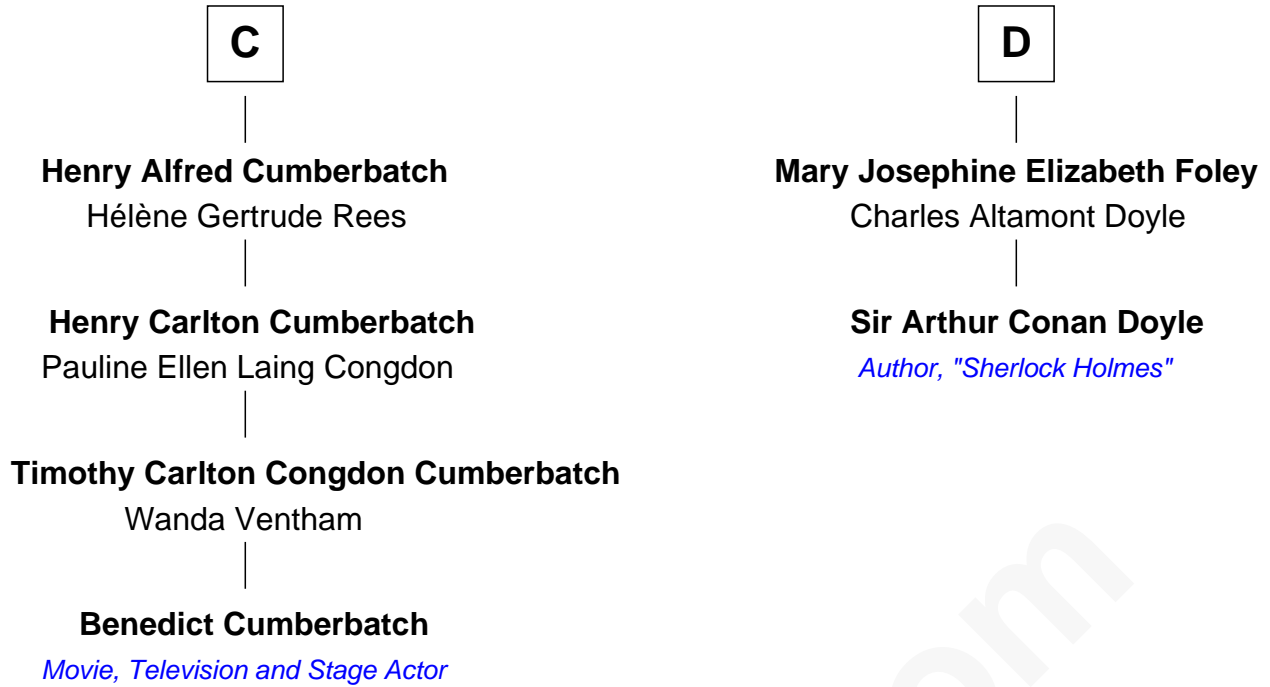 C
Henry Alfred Cumberbatch
Hélène Gertrude Rees
Henry Carlton Cumberbatch
Pauline Ellen Laing Congdon
Timothy Carlton Congdon Cumberbatch
Wanda Ventham
Benedict Cumberbatch
Movie, Television and Stage Actor
D
Mary Josephine Elizabeth Foley
Charles Altamont Doyle
Sir Arthur Conan Doyle
Author, "Sherlock Holmes"
om